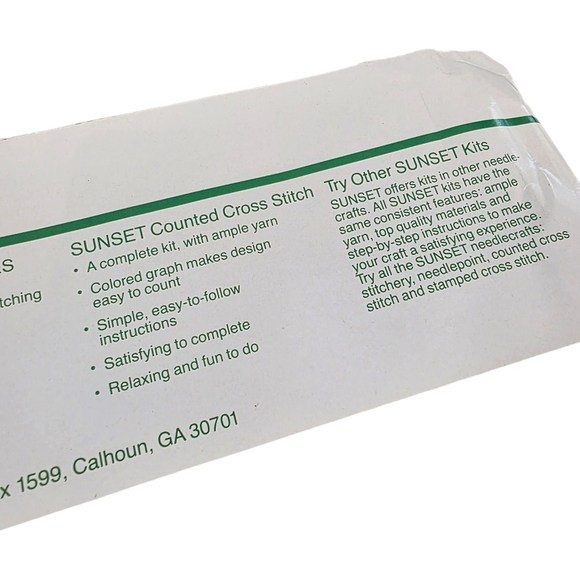 ES
tching
SUNSET Counted Cross Stitch
• A complete kit, with ample yarn
• Colored graph makes design
easy to count
• Simple, easy-to-follow
instructions
• Satisfying to complete
• Relaxing and fun to do
Try Other SUNSET Kits
SUNSET offers kits in other needle-
crafts. All SUNSET kits have the
same consistent features: ample
yarn, top quality materials and
step-by-step instructions to make
your craft a satisfying experience.
Try all the SUNSET needlecrafts:
stitchery, needlepoint, counted cross
stitch and stamped cross stitch.
x 1599, Calhoun, GA 30701